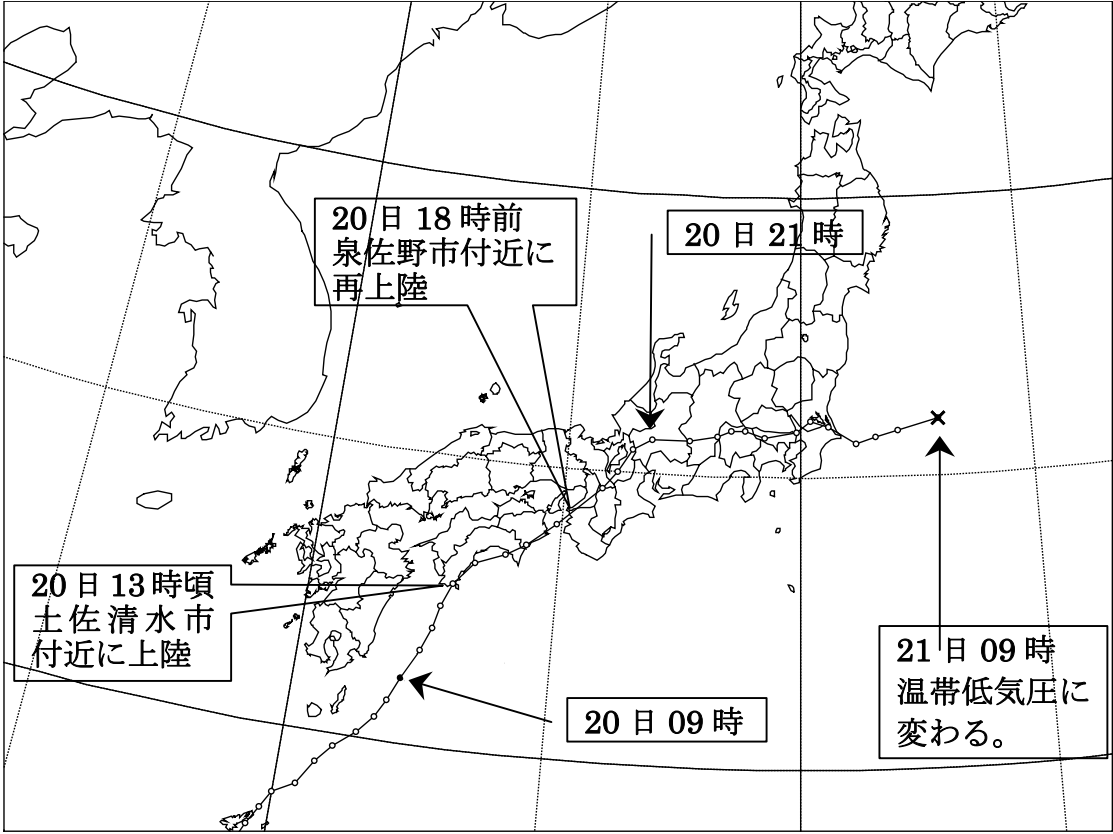 20日18時前
泉佐野市付近に
再上陸
20日21時
20日13時頃
土佐清水市
付近に上陸
20日09時
21日09時
温帯低気圧に
変わる。